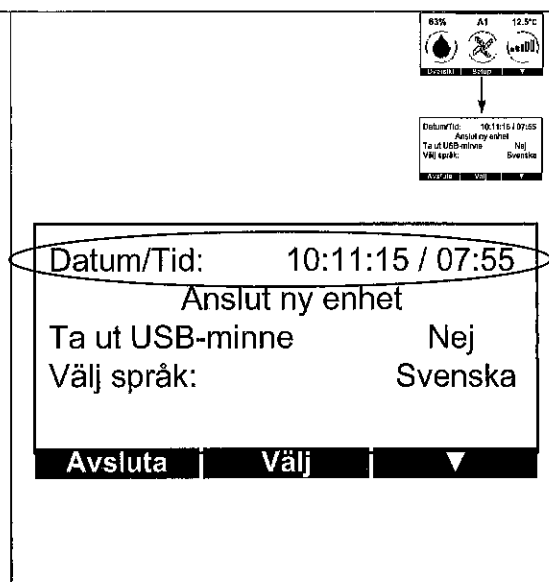 63% A1 12.5°C
Översikt Setup ▼
Datum/Tid: 10:11:15 / 07:55
Anslut ny enhet
Ta ut USB-minne Nej
Välj språk: Svenska
Avsluta Välj ▼
Datum/Tid: 10:11:15 / 07:55
Anslut ny enhet
Ta ut USB-minne Nej
Välj språk: Svenska
Avsluta Välj ▼